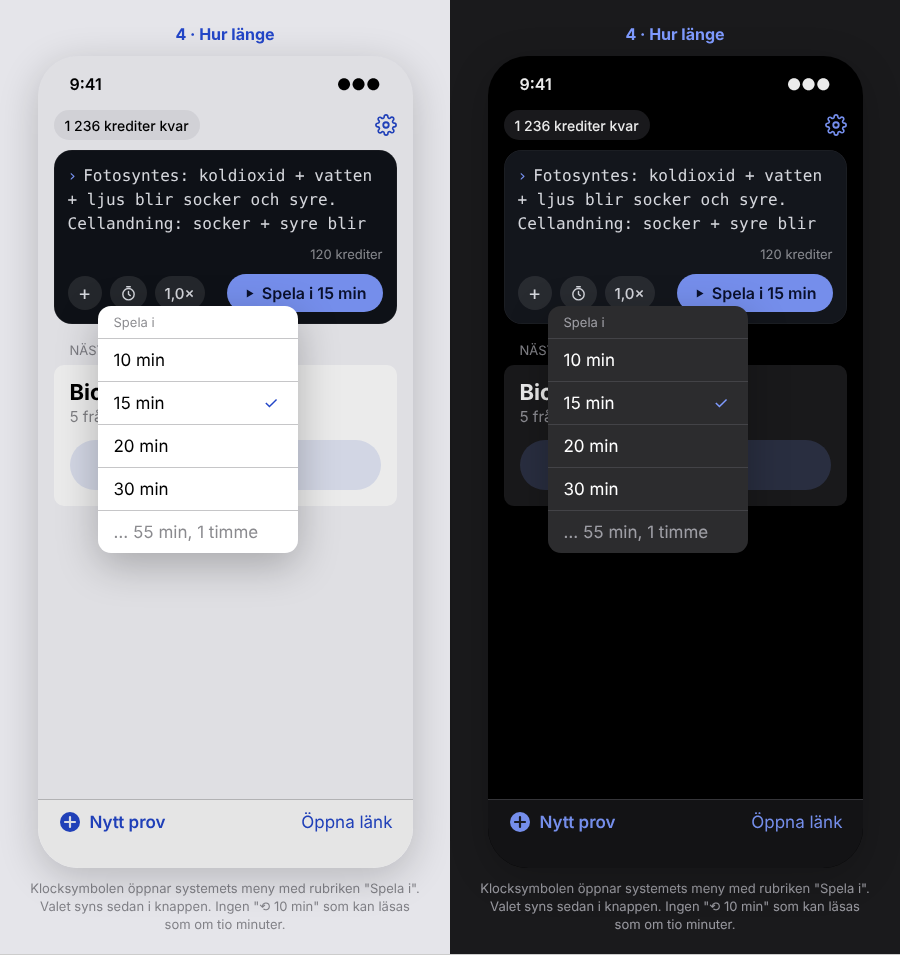 4 · Hur länge
9:41
1 236 krediter kvar
› Fotosyntes: koldioxid + vatten
+ ljus blir socker och syre.
Cellandning: socker + syre blir
120 krediter
+ 1,0× Spela i 15 min
Spela i
10 min
15 min
20 min
30 min
... 55 min, 1 timme
Nytt prov Öppna länk
Klocksymbolen öppnar systemets meny med rubriken "Spela i".
Valet syns sedan i knappen. Ingen "⟲ 10 min" som kan läsas
som om tio minuter.
4 · Hur länge
9:41
1 236 krediter kvar
› Fotosyntes: koldioxid + vatten
+ ljus blir socker och syre.
Cellandning: socker + syre blir
120 krediter
+ 1,0× Spela i 15 min
Spela i
10 min
15 min
20 min
30 min
... 55 min, 1 timme
Nytt prov Öppna länk
Klocksymbolen öppnar systemets meny med rubriken "Spela i".
Valet syns sedan i knappen. Ingen "⟲ 10 min" som kan läsas
som om tio minuter.